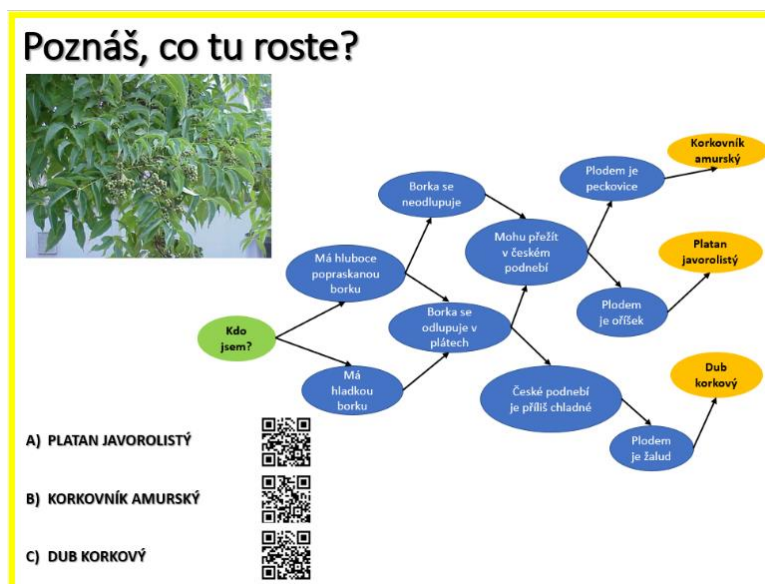 Poznáš, co tu roste?
Korkovník
amurský
Plodem je
peckovice
Borka se
neodlupuje
Mohu přežít
v českém
podnebí
Platan
javorolistý
Má hluboce
popraskanou
borku
Plodem
je oříšek
Borka se
odlupuje v
plátech
Kdo
jsem?
Má
hladkou
borku
České podnebí
je příliš chladné
Dub
korkový
Plodem
je žalud
A) PLATAN JAVOROLISTÝ
B) KORKOVNÍK AMURSKÝ
C) DUB KORKOVÝ